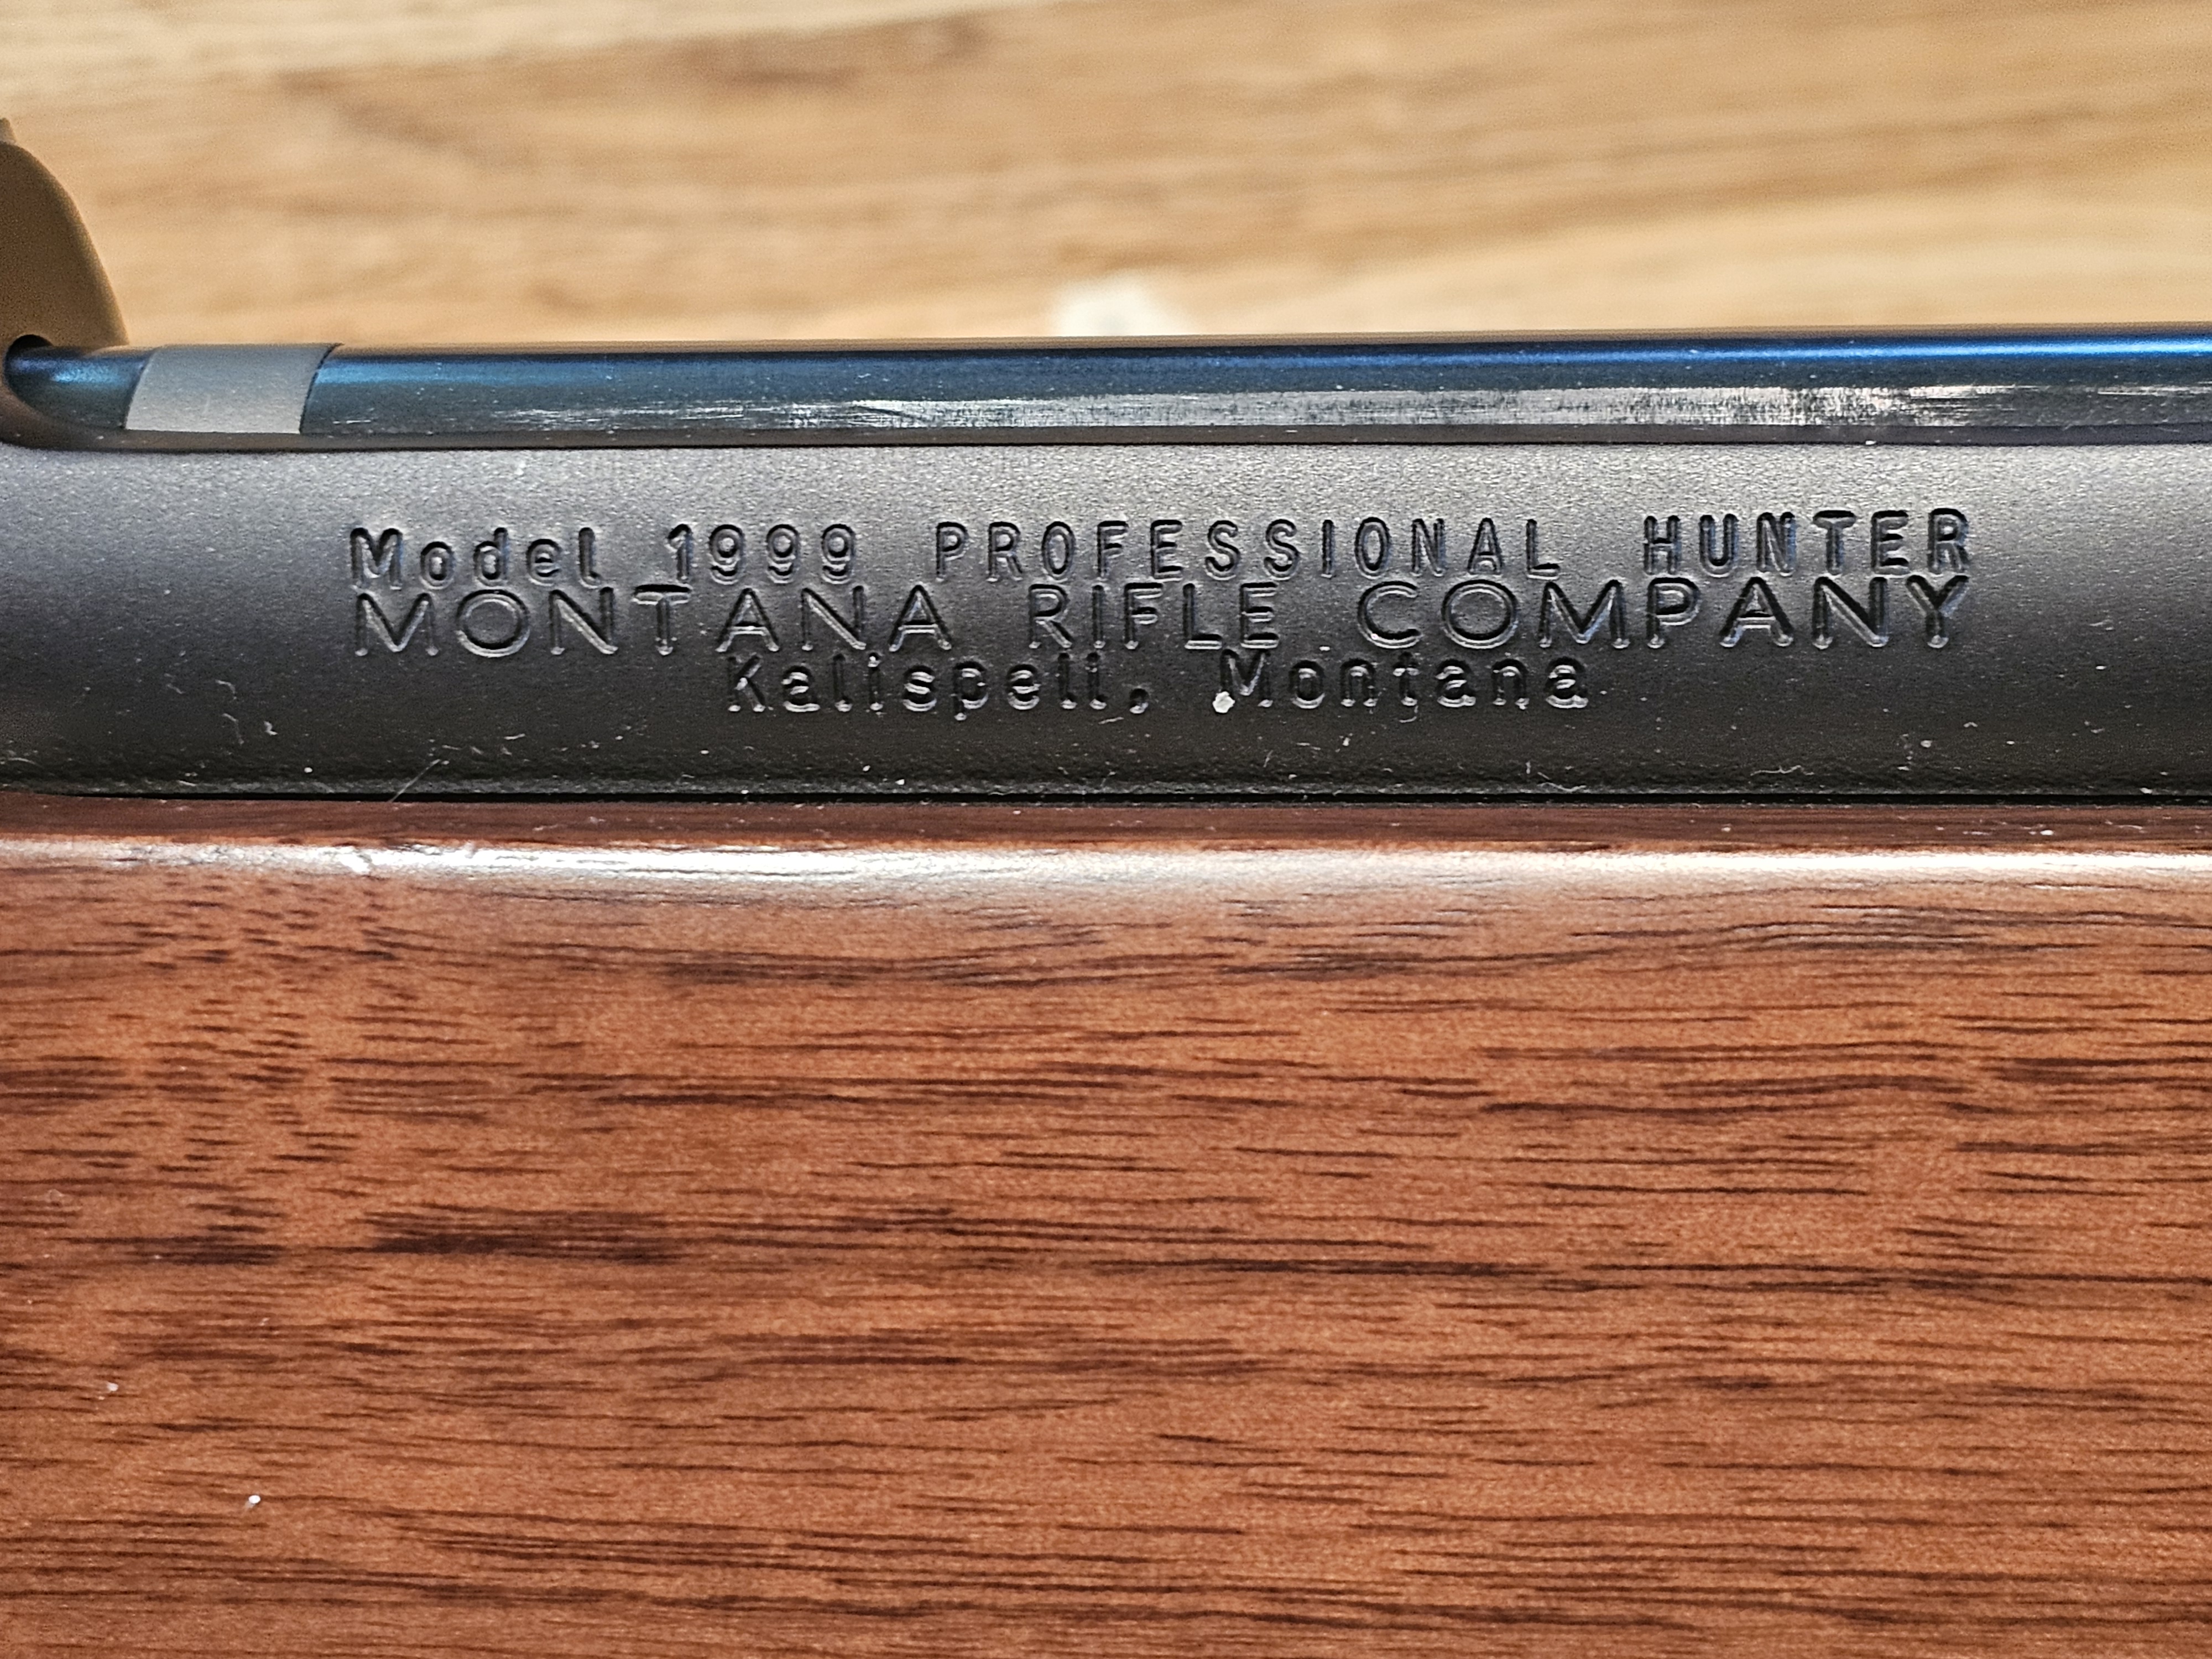 Model 1999 PROFESSIONAL HUNTER
MONTANA RIFLE COMPANY
Kalispell, Montana